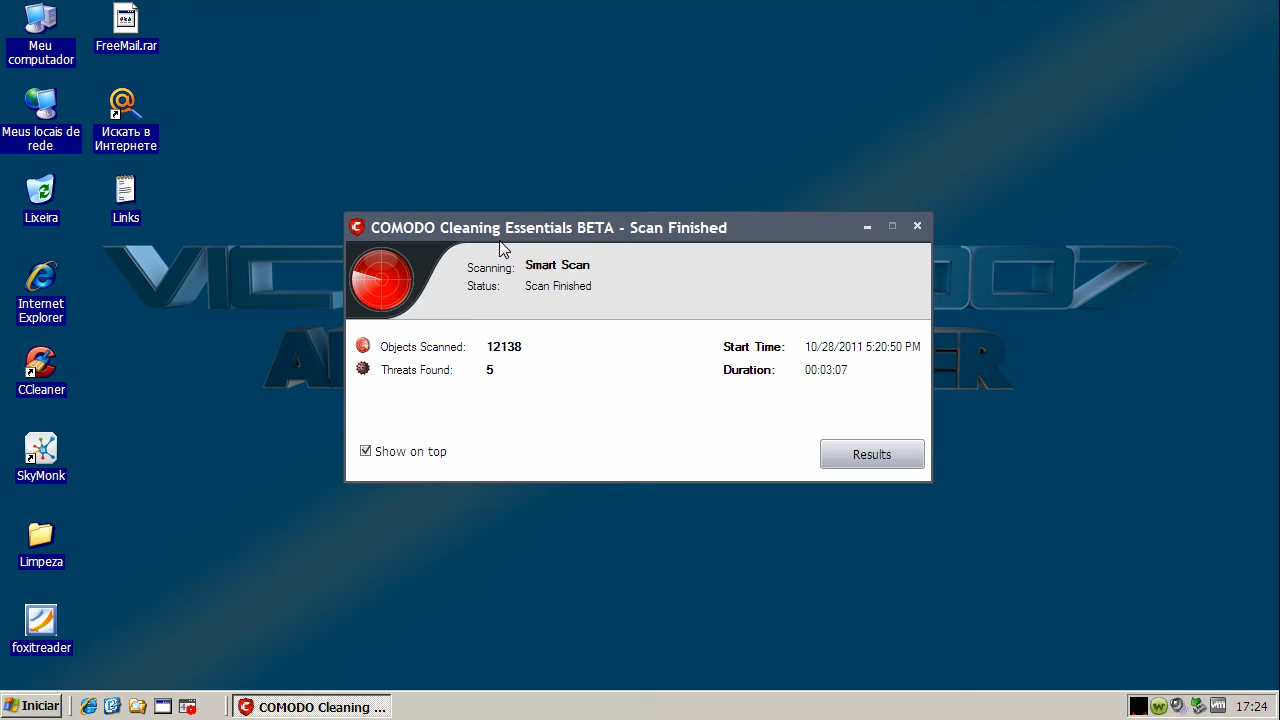 Meu
computador
FreeMail.rar
Meus locais de
rede
Искать в
Интернете
Lixeira
Links
Internet
Explorer
CCleaner
SkyMonk
Limpeza
foxitreader
COMODO Cleaning Essentials BETA - Scan Finished
Scanning: Smart Scan
Status: Scan Finished
Objects Scanned: 12138
Start Time: 10/28/2011 5:20:50 PM
Threats Found: 5
Duration: 00:03:07
Show on top
Results
Iniciar
COMODO Cleaning ...
17:24